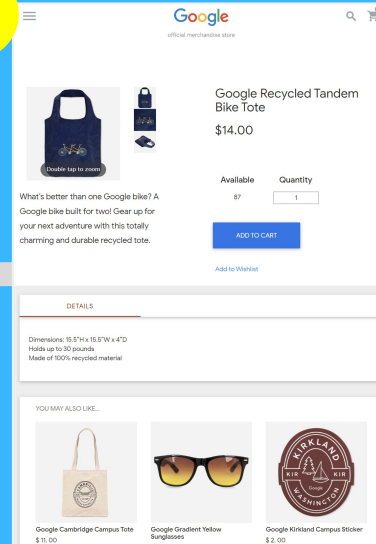 Google
official merchandise store
Double tap to zoom
Google Recycled Tandem
Bike Tote
$14.00
Available Quantity
87 1
ADD TO CART
Add to Wishlist
What's better than one Google bike? A
Google bike built for two! Gear up for
your next adventure with this totally
charming and durable recycled tote.
DETAILS
Dimensions: 15.5"H x 15.5"W x 4"D
Holds up to 30 pounds
Made of 100% recycled material
YOU MAY ALSO LIKE...
KIRKLAND
KIR KIR
Google
WASHINGTON
Google Cambridge Campus Tote
$ 11. 00
Google Gradient Yellow
Sunglasses
Google Kirkland Campus Sticker
$ 2. 00